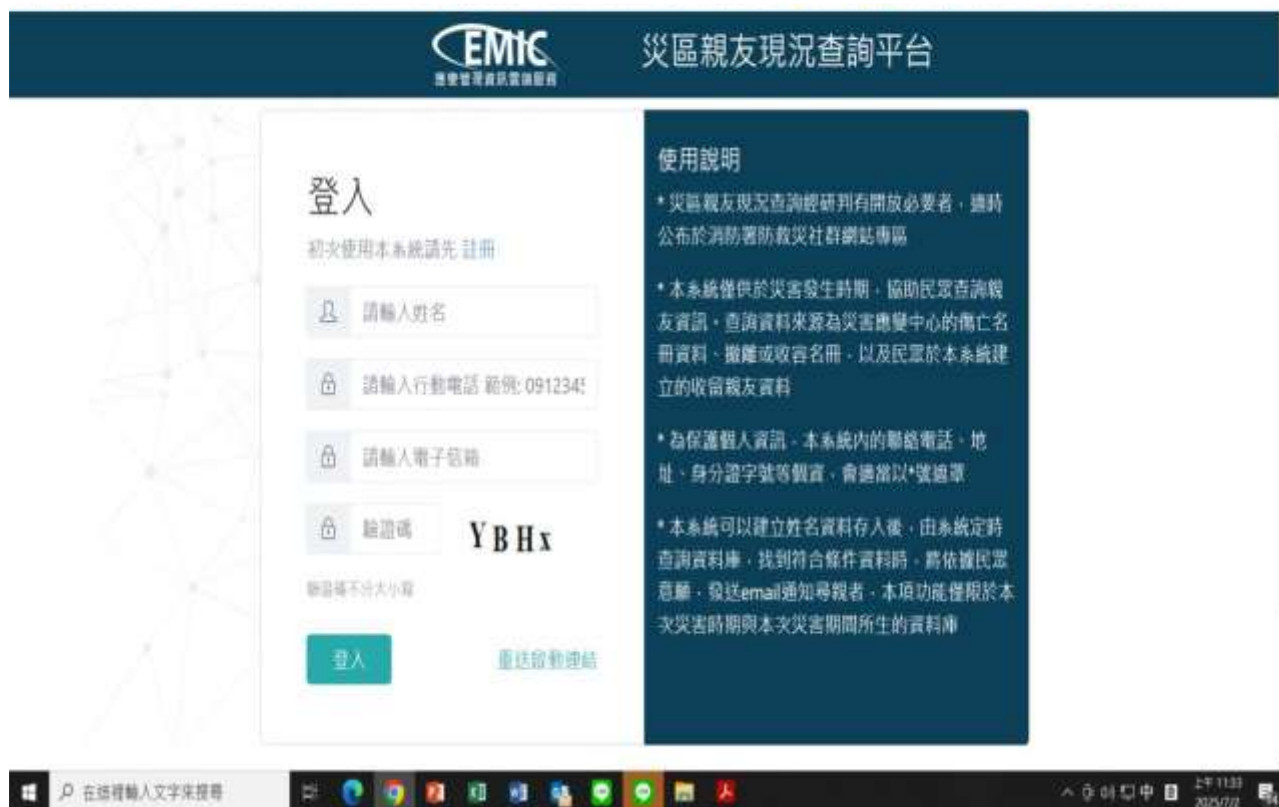 EMIC
應變管理資訊雲端服務
災區親友現況查詢平台
登入
初次使用本系統請先 註冊
請輸入姓名
請輸入行動電話 範例: 0912345
請輸入電子信箱
驗證碼
YBHx
驗證碼不分大小寫
登入
重送啟動連結
使用說明
* 災區親友現況查詢經研判有開放必要者，適時
公布於消防署防救災社群網站專區
* 本系統僅供於災害發生時期，協助民眾查詢親
友資訊。查詢資料來源為災害應變中心的傷亡名
冊資料、撤離或收容名冊，以及民眾於本系統建
立的收留親友資料
* 為保護個人資訊，本系統內的聯絡電話、地
址、身分證字號等個資，會適當以*號遮罩
* 本系統可以建立姓名資料存入後，由系統定時
查詢資料庫，找到符合條件資料時，將依據民眾
意願，發送email通知尋親者，本項功能僅限於本
次災害時期與本次災害期間所生的資料庫
在這裡輸入文字來搜尋
中
上午 11:33